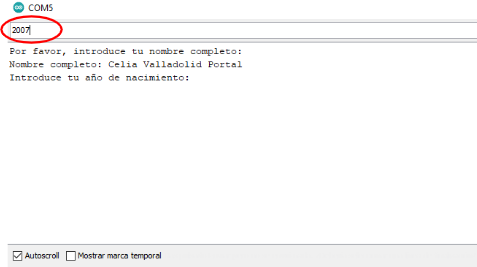 COM5
2007
Por favor, introduce tu nombre completo:
Nombre completo: Celia Valladolid Portal
Introduce tu año de nacimiento:
Autoscroll Mostrar marca temporal